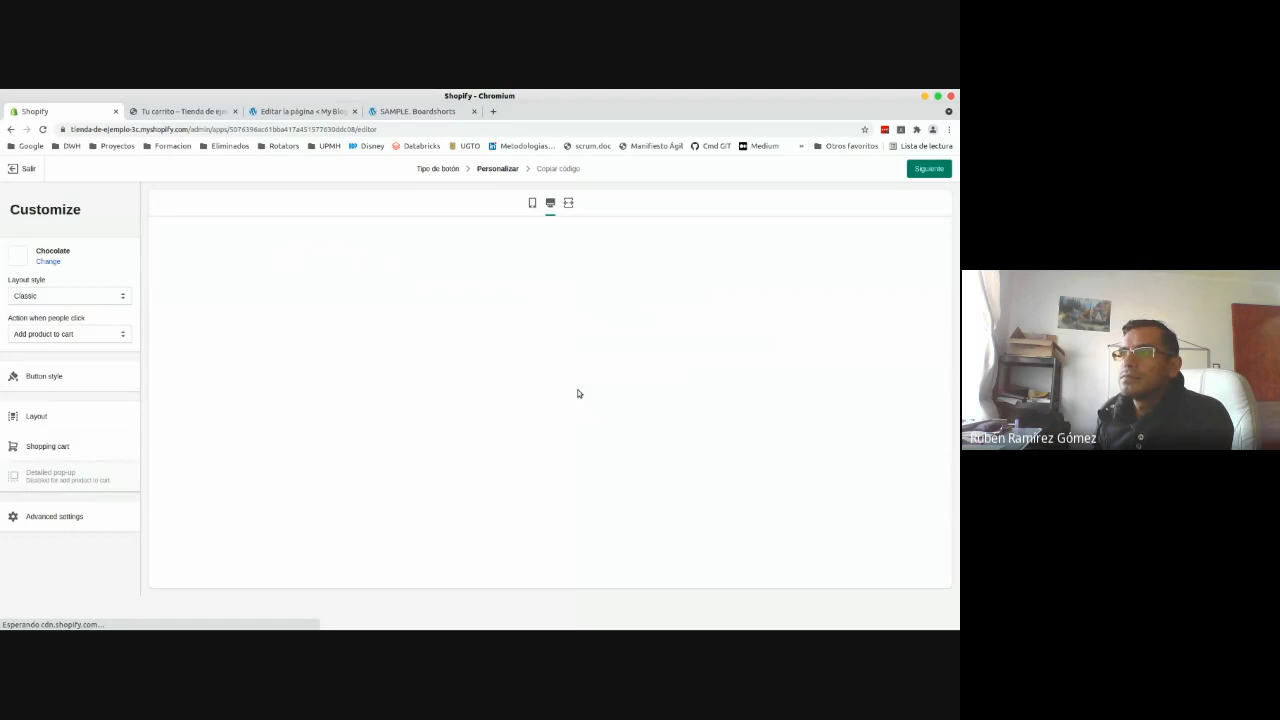 Shopify - Chromium
Shopify
Tu carrito – Tienda de eje
Editar la página < My Blog
SAMPLE. Boardshorts
tienda-de-ejemplo-3c.myshopify.com/admin/apps/5076396ac61bba417a451577630ddc08/editor
Google DWH Proyectos Formacion Eliminados Rotators UPMH Disney Databricks UGTO Metodologias... scrum.doc Manifiesto Ágil Cmd GIT Medium » Otros favoritos Lista de lectura
Salir
Tipo de botón > Personalizar > Copiar código
Siguiente
Customize
Chocolate
Change
Layout style
Classic
Action when people click
Add product to cart
Button style
Layout
Shopping cart
Detailed pop-up
Disabled for add product to cart
Advanced settings
Esperando cdn.shopify.com...
Rubén Ramírez Gómez